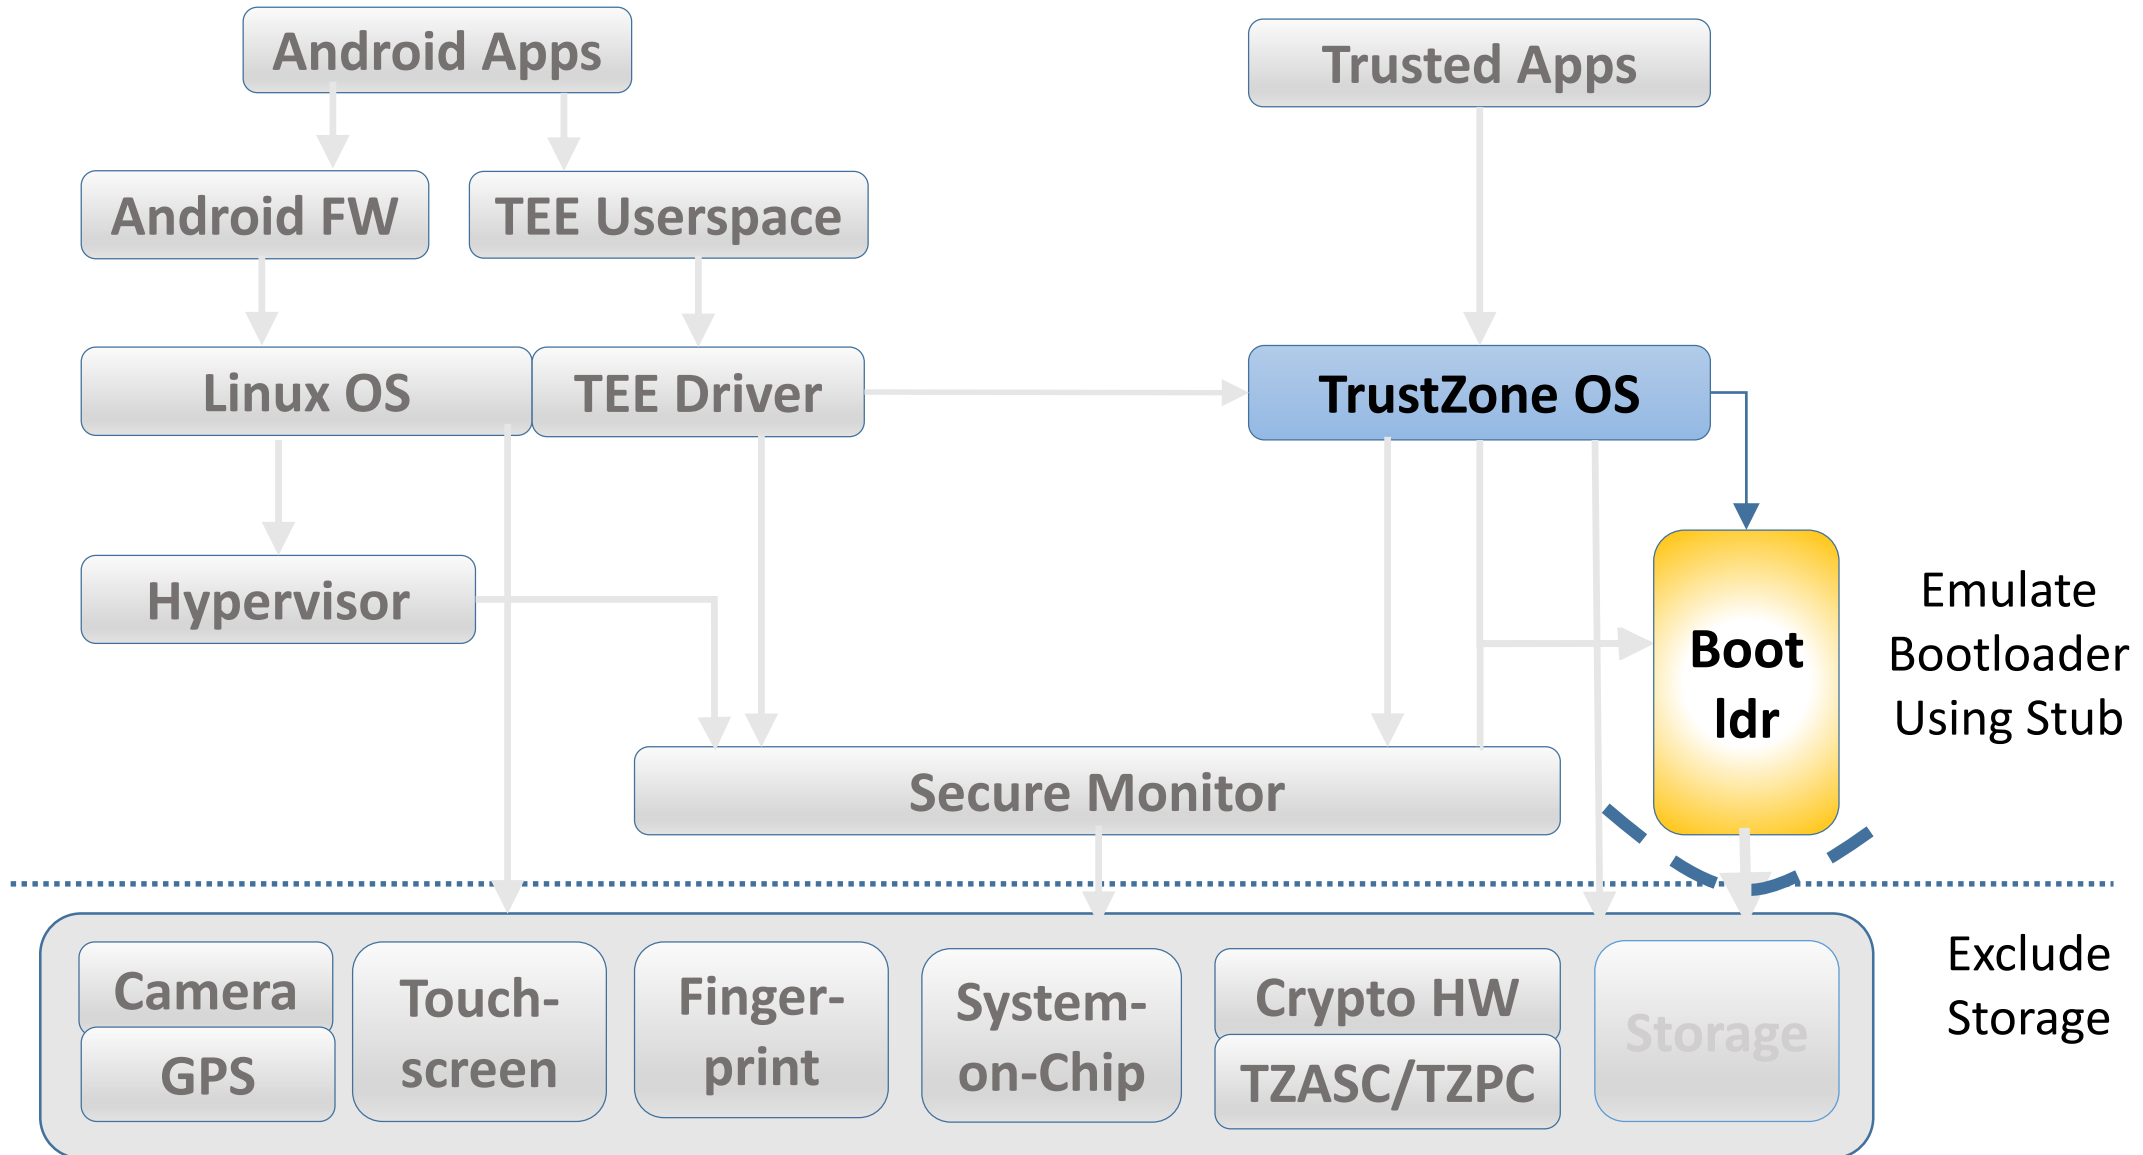 Android Apps
Trusted Apps
Android FW
TEE Userspace
Linux OS
TEE Driver
TrustZone OS
Hypervisor
Boot
ldr
Emulate
Bootloader
Using Stub
Secure Monitor
Camera
GPS
Touch-
screen
Finger-
print
System-
on-Chip
Crypto HW
TZASC/TZPC
Storage
Exclude
Storage